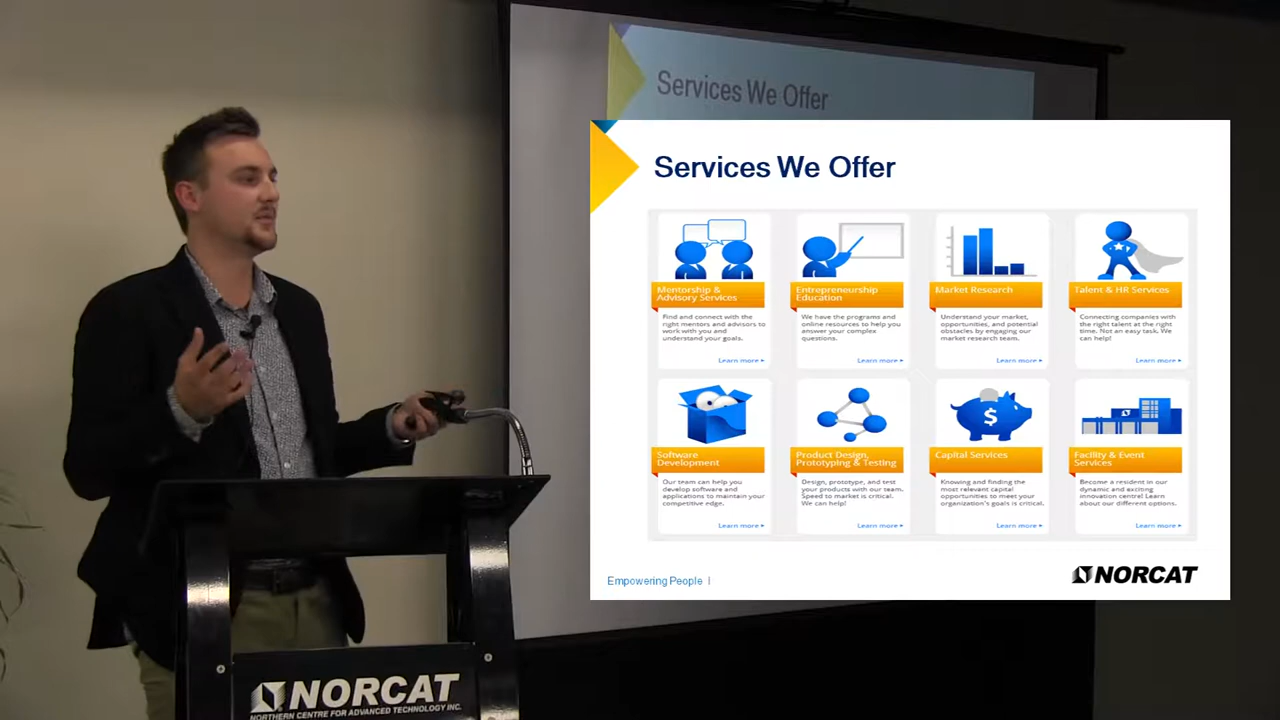 Services We Offer
Services We Offer
Mentorship &
Advisory Services
Find and connect with the
right mentors and advisors to
work with you and
understand your goals.
Learn more
Entrepreneurship
Education
We have the programs and
online resources to help you
answer your complex
questions.
Learn more
Market Research
Understand your market,
opportunities, and potential
obstacles by engaging our
market research team.
Learn more
Talent & HR Services
Connecting companies with
the right talent at the right
time. Not an easy task. We
can help!
Learn more
Software
Development
Our team can help you
develop software and
applications to maintain your
competitive edge.
Learn more
Product Design,
Prototyping & Testing
Design, prototype, and test
your products with our team.
Speed to market is critical.
We can help!
Learn more
$
Capital Services
Knowing and finding the
most relevant capital
opportunities to meet your
organization's goals is critical.
Learn more
Facility & Event
Services
Become a resident in our
dynamic and exciting
innovation centre! Learn
about our different options.
Learn more
Empowering People |
NORCAT
NORCAT
NORTHERN CENTRE FOR ADVANCED TECHNOLOGY INC.